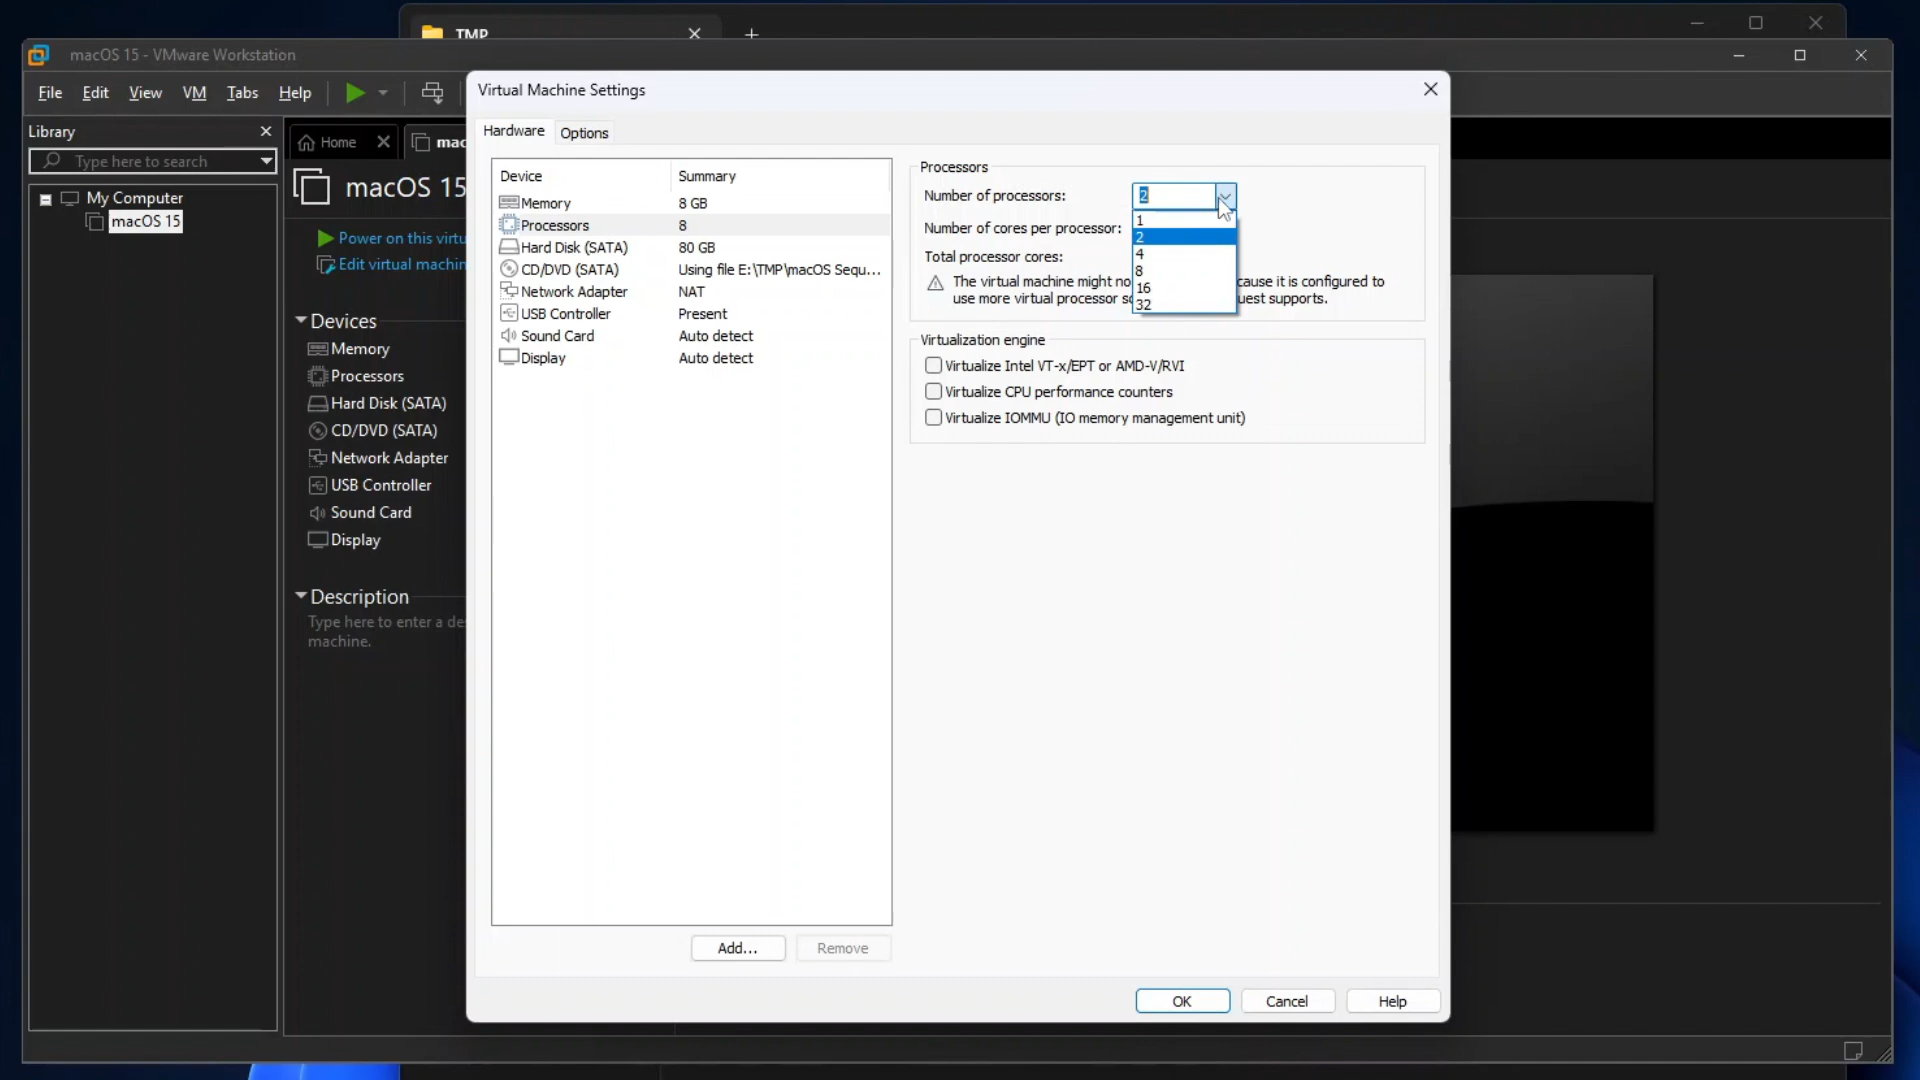 TMP
macOS 15 - VMware Workstation
File Edit View VM Tabs Help
Library
Type here to search
My Computer
macOS 15
Home
mac
macOS 15
Power on this virtu
Edit virtual machin
Devices
Memory
Processors
Hard Disk (SATA)
CD/DVD (SATA)
Network Adapter
USB Controller
Sound Card
Display
Description
Type here to enter a de
machine.
Virtual Machine Settings
Hardware Options
Device Summary
Memory 8 GB
Processors 8
Hard Disk (SATA) 80 GB
CD/DVD (SATA) Using file E:\TMP\macOS Sequ...
Network Adapter NAT
USB Controller Present
Sound Card Auto detect
Display Auto detect
Add... Remove
Processors
Number of processors: 2
1
2
4
8
16
32
Number of cores per processor:
Total processor cores:
The virtual machine might no cause it is configured to
use more virtual processor so uest supports.
Virtualization engine
Virtualize Intel VT-x/EPT or AMD-V/RVI
Virtualize CPU performance counters
Virtualize IOMMU (IO memory management unit)
OK Cancel Help